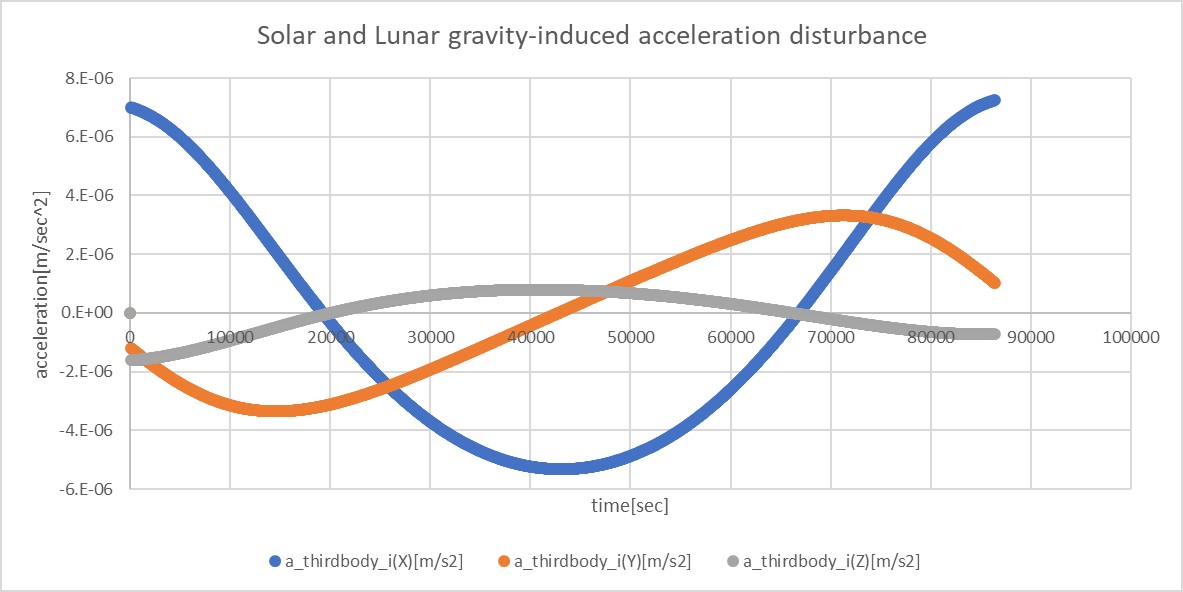 Solar and Lunar gravity-induced acceleration disturbance
8.E-06
6.E-06
4.E-06
2.E-06
0.E+00
-2.E-06
-4.E-06
-6.E-06
acceleration[m/sec^2]
0 10000 20000 30000 40000 50000 60000 70000 80000 90000 100000
time[sec]
a_thirdbody_i(X)[m/s2] a_thirdbody_i(Y)[m/s2] a_thirdbody_i(Z)[m/s2]